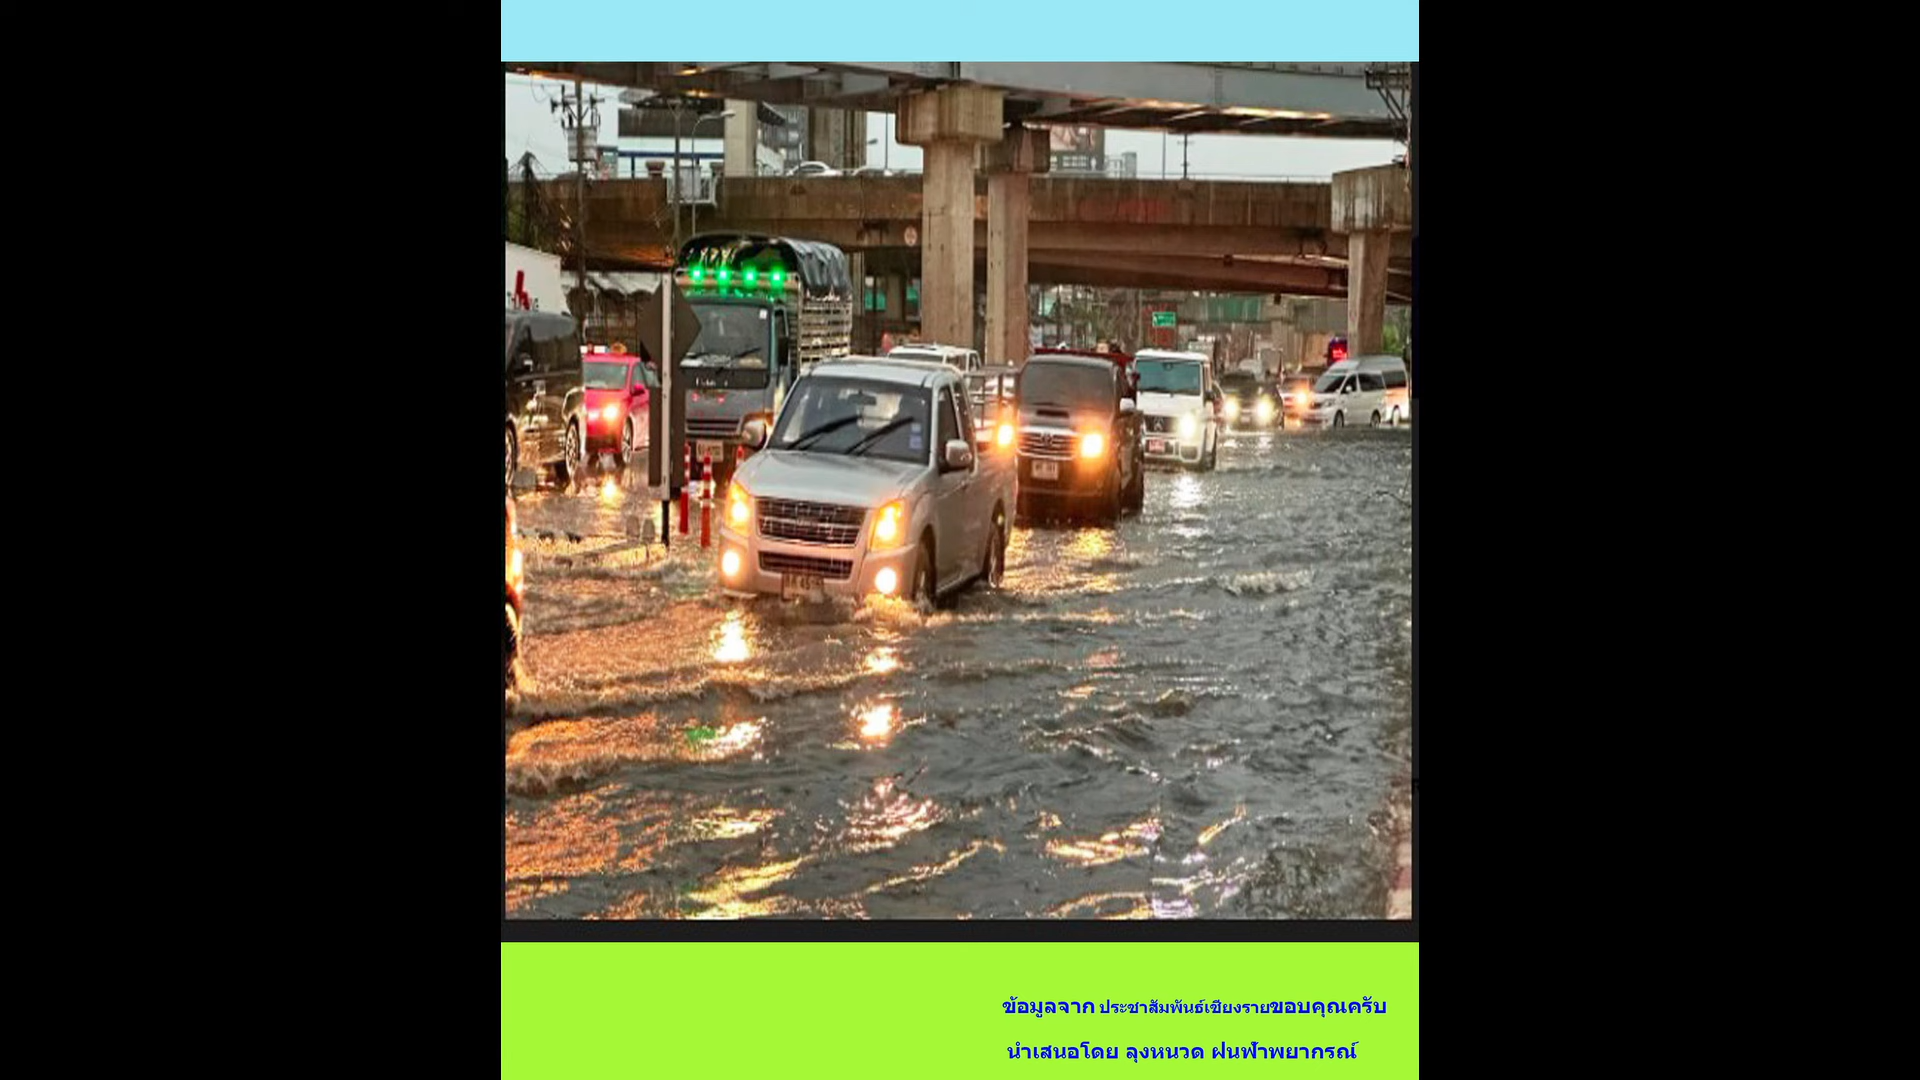 ข้อมูลจาก ประชาสัมพันธ์เชียงรายขอบคุณครับ
นำเสนอโดย ลุงหนวด ฝนฟ้าพยากรณ์